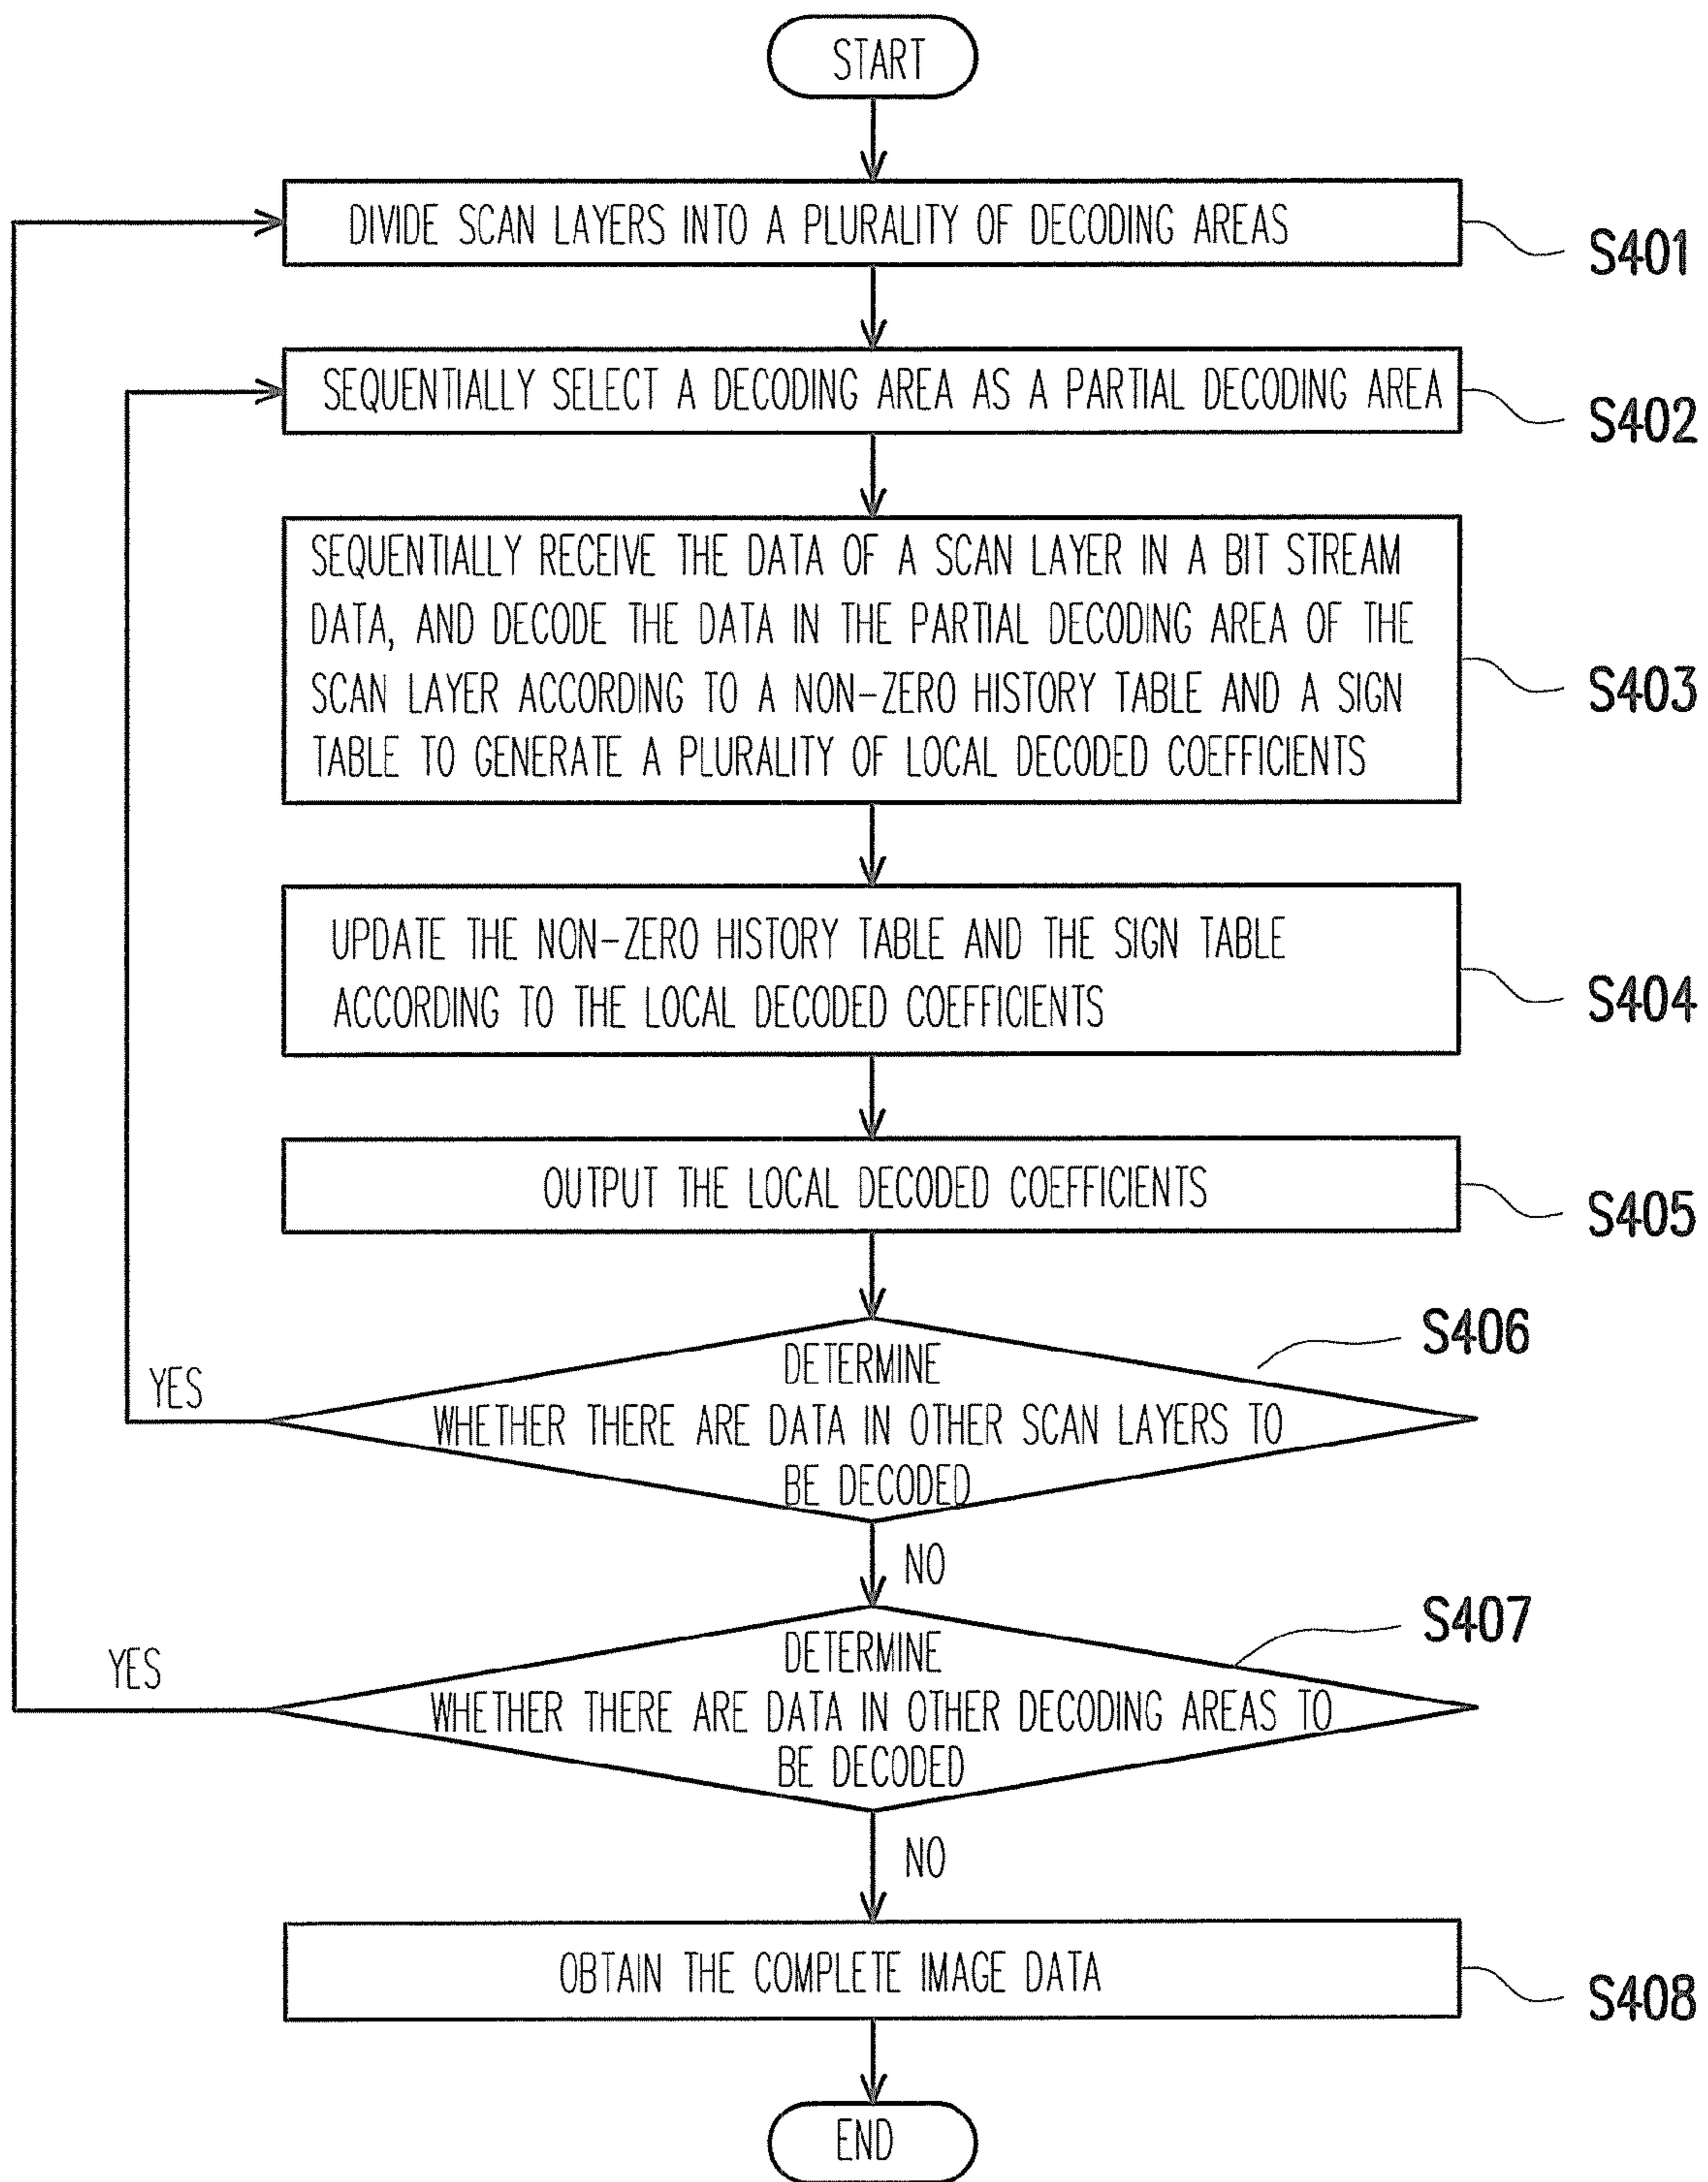 START
DIVIDE SCAN LAYERS INTO A PLURALITY OF DECODING AREAS
S401
SEQUENTIALLY SELECT A DECODING AREA AS A PARTIAL DECODING AREA
S402
SEQUENTIALLY RECEIVE THE DATA OF A SCAN LAYER IN A BIT STREAM
DATA, AND DECODE THE DATA IN THE PARTIAL DECODING AREA OF THE
SCAN LAYER ACCORDING TO A NON-ZERO HISTORY TABLE AND A SIGN
TABLE TO GENERATE A PLURALITY OF LOCAL DECODED COEFFICIENTS
S403
UPDATE THE NON-ZERO HISTORY TABLE AND THE SIGN TABLE
ACCORDING TO THE LOCAL DECODED COEFFICIENTS
S404
OUTPUT THE LOCAL DECODED COEFFICIENTS
S405
DETERMINE
WHETHER THERE ARE DATA IN OTHER SCAN LAYERS TO
BE DECODED
S406
YES
NO
DETERMINE
WHETHER THERE ARE DATA IN OTHER DECODING AREAS TO
BE DECODED
S407
YES
NO
OBTAIN THE COMPLETE IMAGE DATA
S408
END